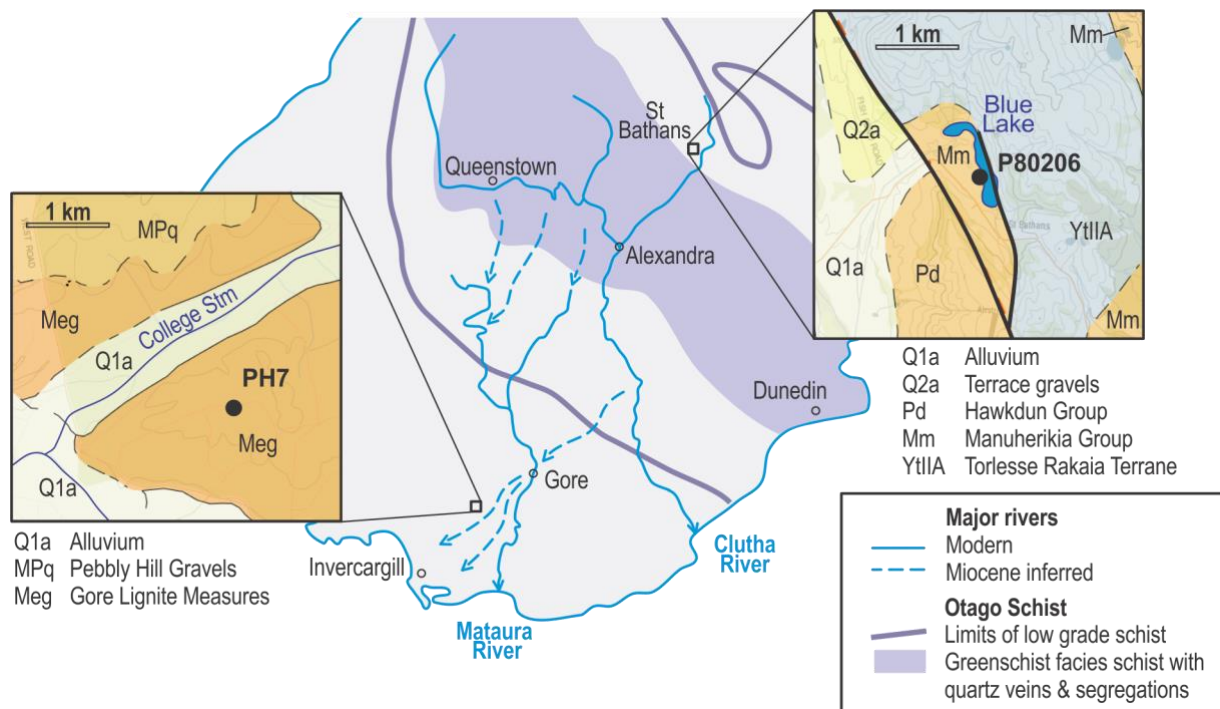 1 km
MPq
Meg
College Stm
Q1a
PH7
Meg
Q1a
Q1a Alluvium
MPq Pebbly Hill Gravels
Meg Gore Lignite Measures
St
Bathans
Queenstown
Alexandra
Dunedin
Gore
Invercargill
Clutha
River
Mataura
River
1 km
Mm
Blue
Lake
Q2a
Mm
P80206
St Bathans
YtIIA
Q1a
Pd
Mm
Q1a Alluvium
Q2a Terrace gravels
Pd Hawkdun Group
Mm Manuherikia Group
YtIIA Torlesse Rakaia Terrane
Major rivers
Modern
Miocene inferred
Otago Schist
Limits of low grade schist
Greenschist facies schist with
quartz veins & segregations